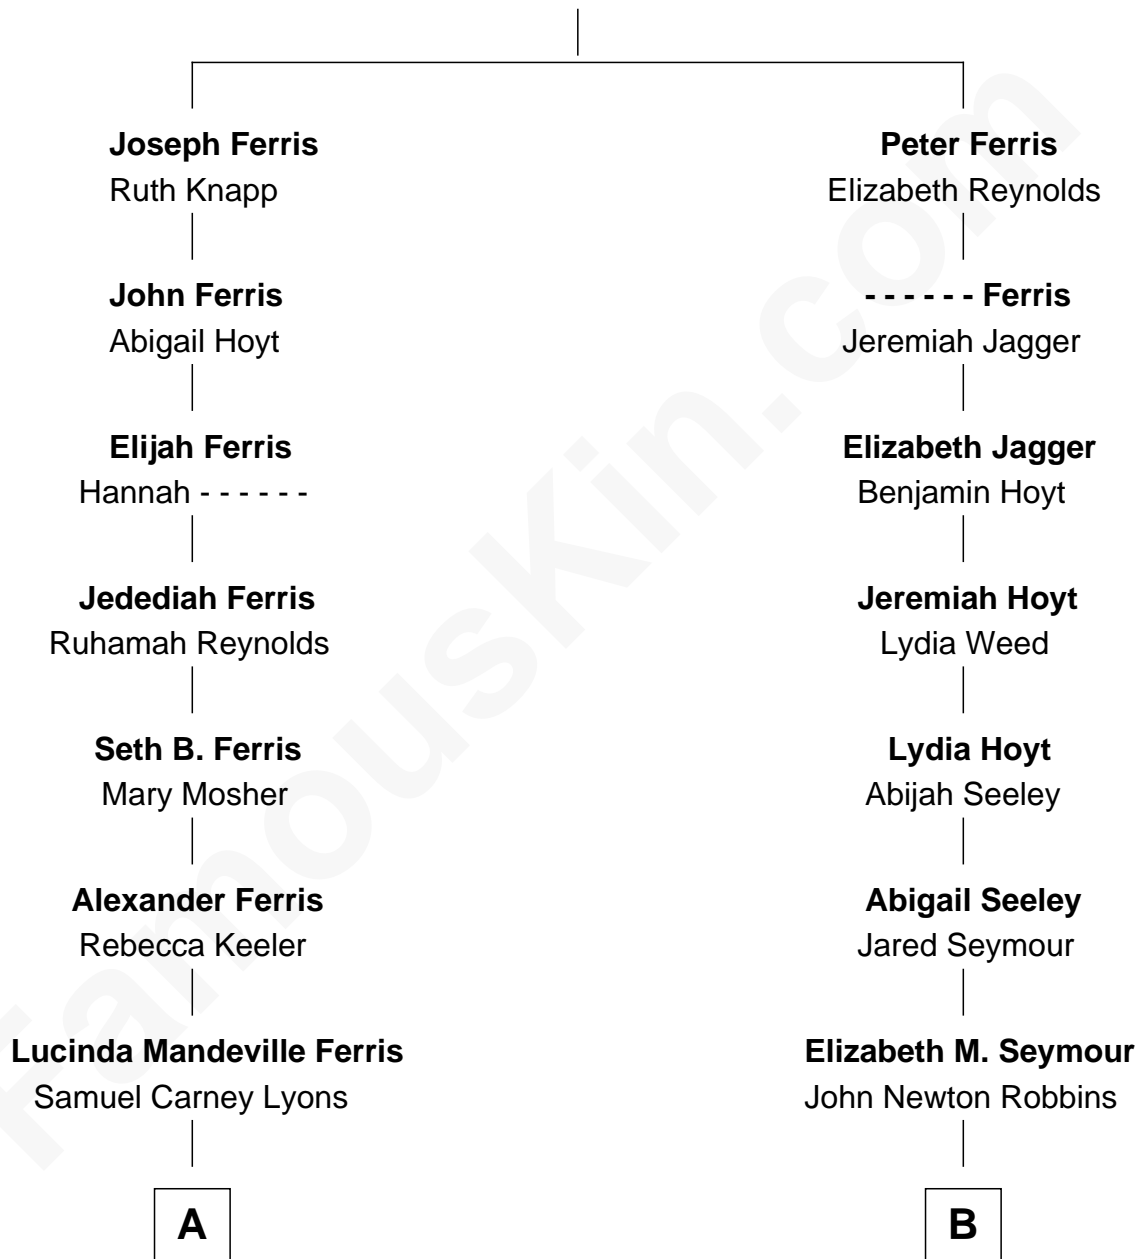 Joseph Ferris
Ruth Knapp
John Ferris
Abigail Hoyt
Elijah Ferris
Hannah - - - - - -
Jedediah Ferris
Ruhamah Reynolds
Seth B. Ferris
Mary Mosher
Alexander Ferris
Rebecca Keeler
Lucinda Mandeville Ferris
Samuel Carney Lyons
A
Peter Ferris
Elizabeth Reynolds
- - - - - - Ferris
Jeremiah Jagger
Elizabeth Jagger
Benjamin Hoyt
Jeremiah Hoyt
Lydia Weed
Lydia Hoyt
Abijah Seeley
Abigail Seeley
Jared Seymour
Elizabeth M. Seymour
John Newton Robbins
B
FamousKin.com